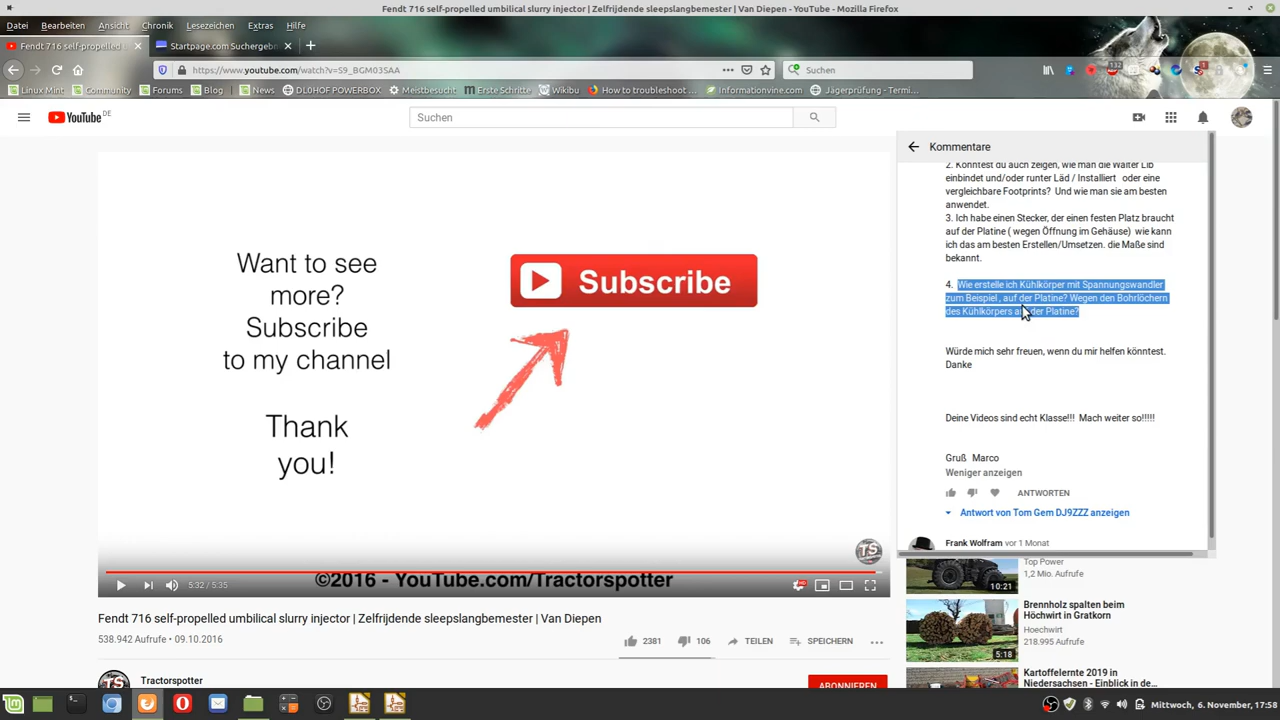 Fendt 716 self-propelled umbilical slurry injector | Zelfrijdende sleepslangbemester | Van Diepen - YouTube - Mozilla Firefox
Datei Bearbeiten Ansicht Chronik Lesezeichen Extras Hilfe
Fendt 716 self-propelled
Startpage.com Suchergebn
https://www.youtube.com/watch?v=S9_BGM03SAA
Suchen
132
1
Linux Mint Community Forums Blog News DL0HOF POWERBOX Meistbesucht Erste Schritte Wikibu How to troubleshoot ... Informationvine.com Jägerprüfung - Termi...
YouTube DE
Suchen
Kommentare
2. Könntest du auch zeigen, wie man die Walter Lib
einbindet und/oder runter Läd / Installiert oder eine
vergleichbare Footprints? Und wie man sie am besten
anwendet.
3. Ich habe einen Stecker, der einen festen Platz braucht
auf der Platine ( wegen Öffnung im Gehäuse) wie kann
ich das am besten Erstellen/Umsetzen. die Maße sind
bekannt.
4. Wie erstelle ich Kühlkörper mit Spannungswandler
zum Beispiel , auf der Platine? Wegen den Bohrlöchern
des Kühlkörpers an der Platine?
Würde mich sehr freuen, wenn du mir helfen könntest.
Danke
Deine Videos sind echt Klasse!!! Mach weiter so!!!!!
Gruß Marco
Weniger anzeigen
ANTWORTEN
Antwort von Tom Gem DJ9ZZZ anzeigen
Frank Wolfram vor 1 Monat
Want to see
more?
Subscribe
to my channel
Thank
you!
Subscribe
TS
5:32 / 5:35
©2016 - YouTube.com/Tractorspotter
HD
Fendt 716 self-propelled umbilical slurry injector | Zelfrijdende sleepslangbemester | Van Diepen
538.942 Aufrufe • 09.10.2016
2381
106
TEILEN
SPEICHERN
TS
Tractorspotter
ABONNIEREN
Top Power
1,2 Mio. Aufrufe
10:21
Brennholz spalten beim
Höchwirt in Gratkorn
Hoechwirt
218.995 Aufrufe
5:18
Kartoffelernte 2019 in
Niedersachsen - Einblick in de...
Mittwoch, 6. November, 17:58